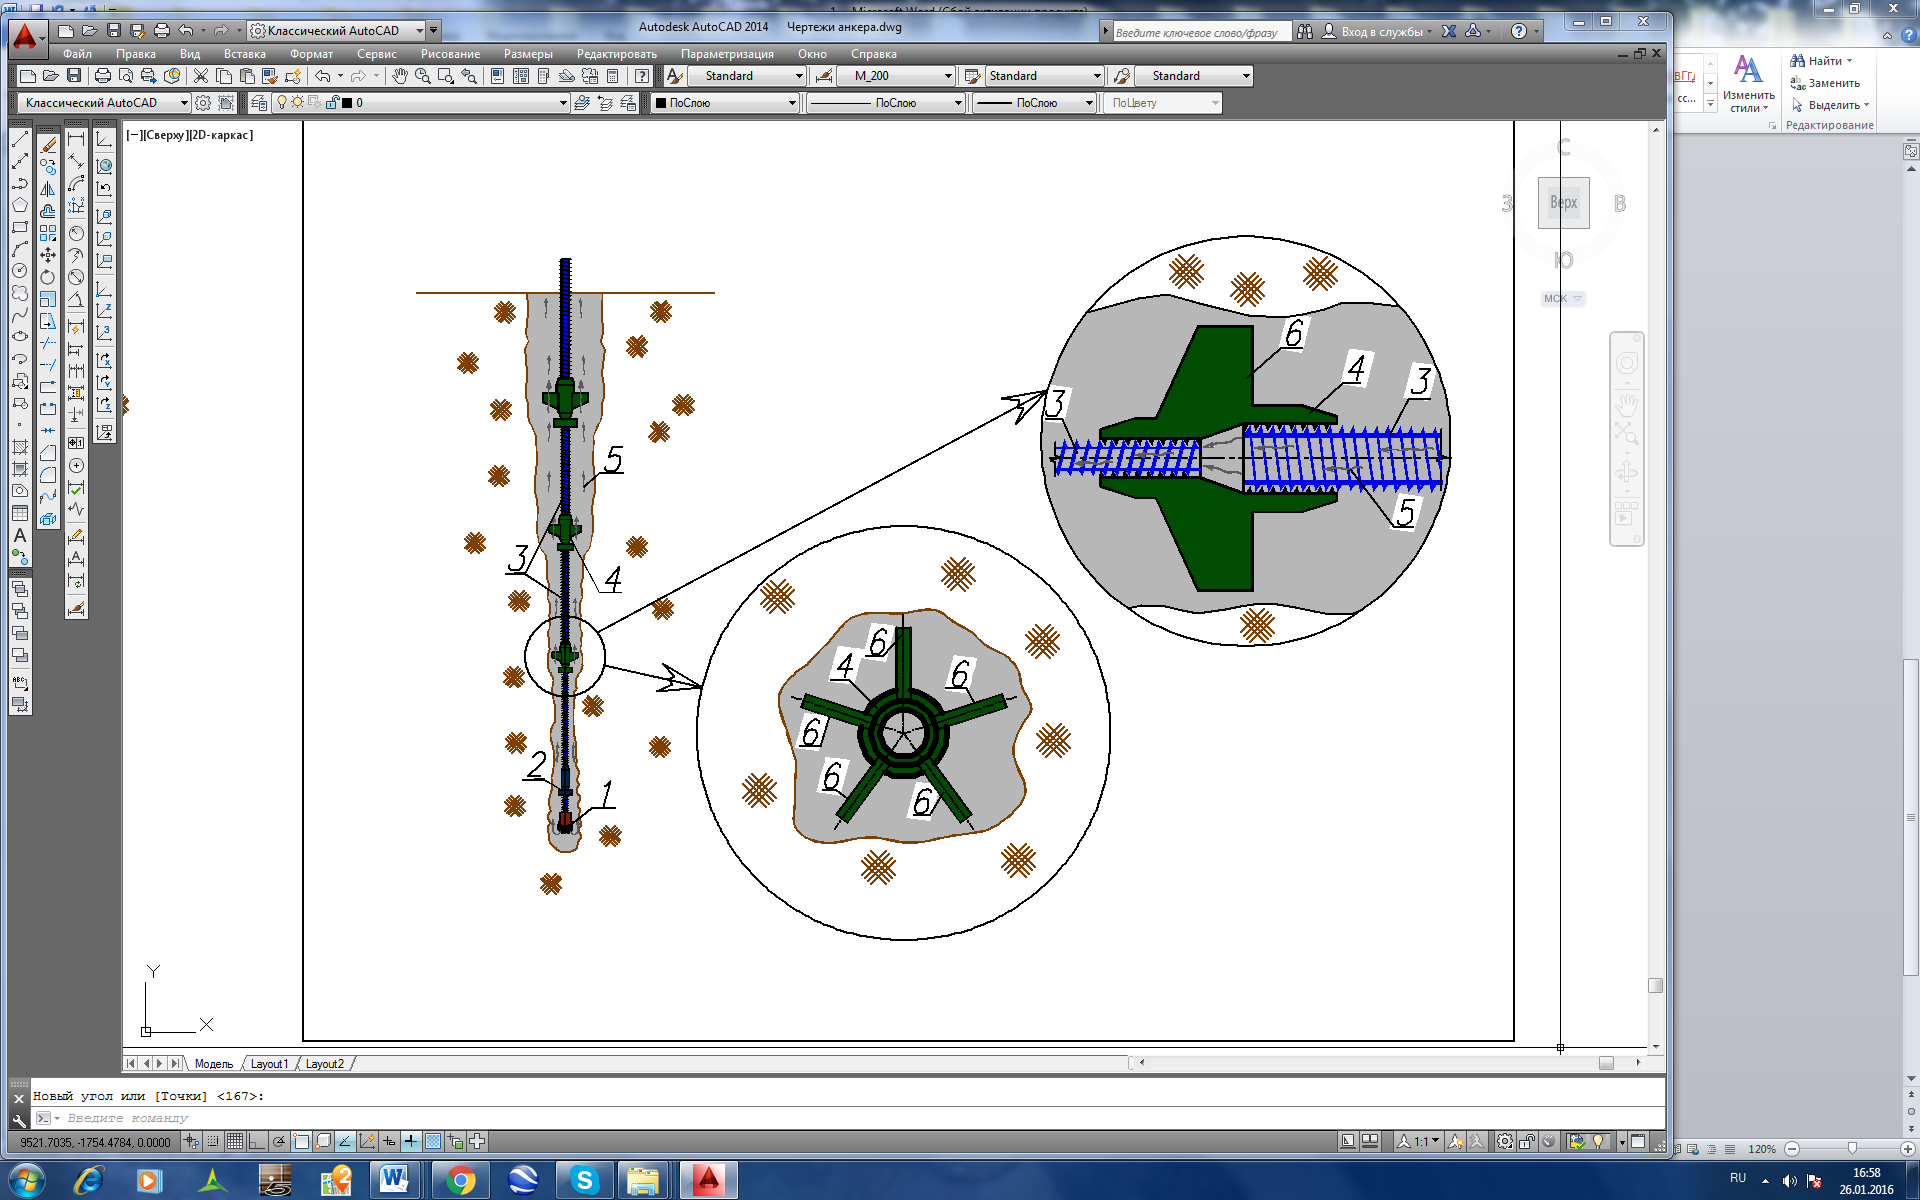 Autodesk AutoCAD 2014 Чертежи анкера.dwg
Классический AutoCAD
Введите ключевое слово/фразу
Вход в службы
Файл Правка Вид Вставка Формат Сервис Рисование Размеры Редактировать Параметризация Окно Справка
Standard M_200 Standard Standard
Классический AutoCAD 0 ПоСлою ПоСлою ПоСлою ПоЦвету
Найти
Заменить
Выделить
Изменить
стили
Редактирование
[−][Сверху][2D-каркас]
С
З Верх В
Ю
МСК
6
4
3
3
5
5
3
4
2
1
6
4
6
6
6
6
Y
X
Модель Layout1 Layout2
Новый угол или [Точки] <167>:
Введите команду
9521.7035, -1754.4784, 0.0000
1:1
120%
RU
16:58
26.01.2016